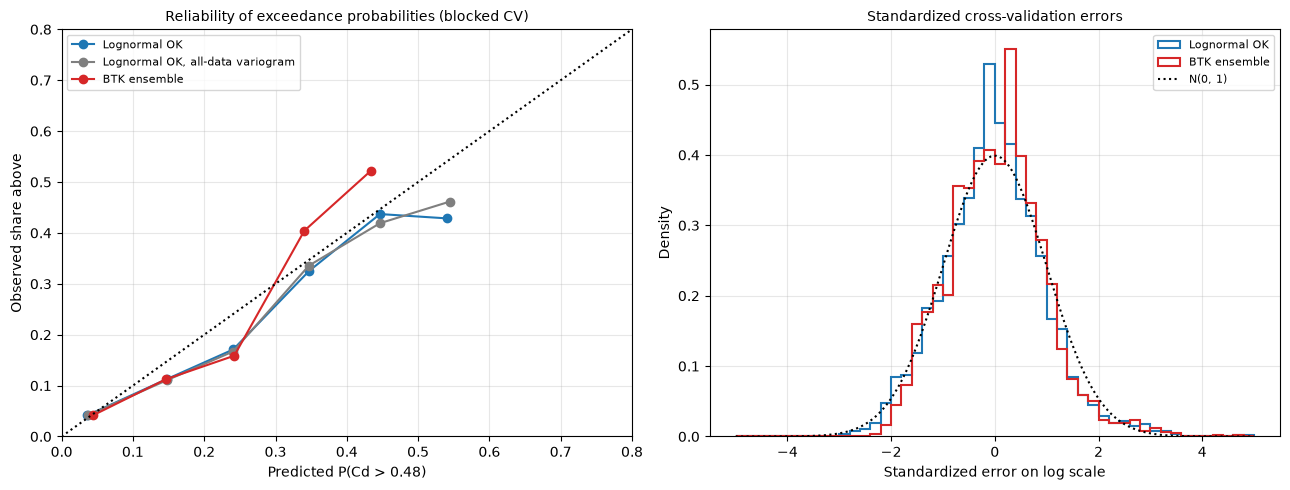 Reliability of exceedance probabilities (blocked CV)
Lognormal OK
Lognormal OK, all-data variogram
BTK ensemble
Observed share above
0.8
0.7
0.6
0.5
0.4
0.3
0.2
0.1
0.0
0.0 0.1 0.2 0.3 0.4 0.5 0.6 0.7 0.8
Predicted P(Cd > 0.48)
Standardized cross-validation errors
Lognormal OK
BTK ensemble
N(0, 1)
Density
0.5
0.4
0.3
0.2
0.1
0.0
−4 −2 0 2 4
Standardized error on log scale